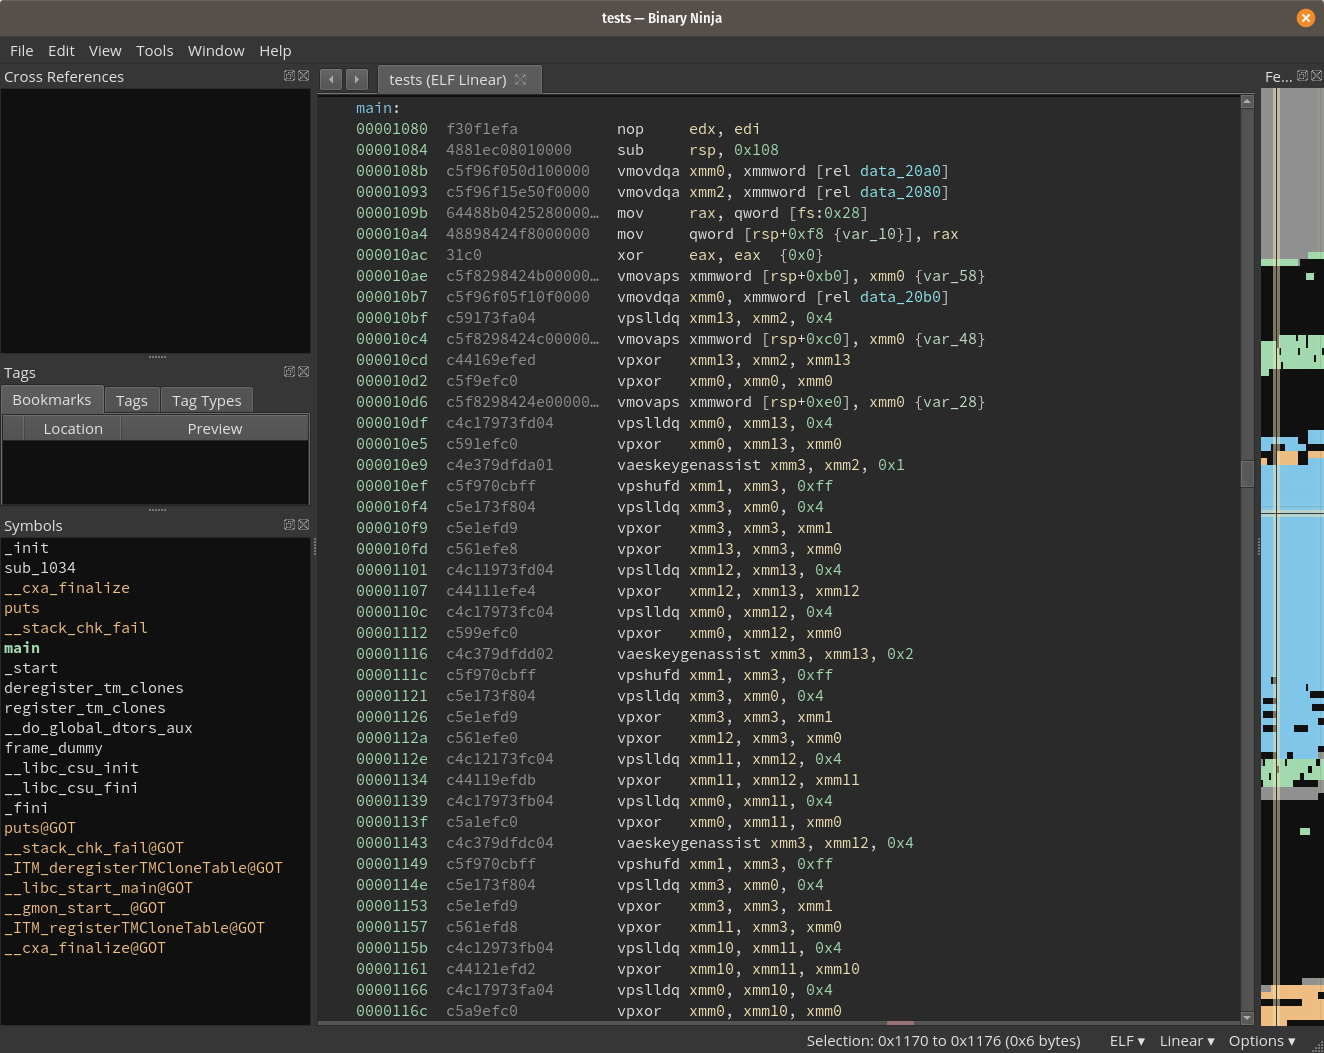 tests — Binary Ninja
File Edit View Tools Window Help
Cross References
Tags
Bookmarks Tags Tag Types
Location Preview
Symbols
_init
sub_1034
__cxa_finalize
puts
__stack_chk_fail
main
_start
deregister_tm_clones
register_tm_clones
__do_global_dtors_aux
frame_dummy
__libc_csu_init
__libc_csu_fini
_fini
puts@GOT
__stack_chk_fail@GOT
_ITM_deregisterTMCloneTable@GOT
__libc_start_main@GOT
__gmon_start__@GOT
_ITM_registerTMCloneTable@GOT
__cxa_finalize@GOT
tests (ELF Linear)
main:
00001080 f30f1efa nop edx, edi
00001084 4881ec08010000 sub rsp, 0x108
0000108b c5f96f050d100000 vmovdqa xmm0, xmmword [rel data_20a0]
00001093 c5f96f15e50f0000 vmovdqa xmm2, xmmword [rel data_2080]
0000109b 64488b0425280000… mov rax, qword [fs:0x28]
000010a4 48898424f8000000 mov qword [rsp+0xf8 {var_10}], rax
000010ac 31c0 xor eax, eax {0x0}
000010ae c5f8298424b00000… vmovaps xmmword [rsp+0xb0], xmm0 {var_58}
000010b7 c5f96f05f10f0000 vmovdqa xmm0, xmmword [rel data_20b0]
000010bf c59173fa04 vpslldq xmm13, xmm2, 0x4
000010c4 c5f8298424c00000… vmovaps xmmword [rsp+0xc0], xmm0 {var_48}
000010cd c44169efed vpxor xmm13, xmm2, xmm13
000010d2 c5f9efc0 vpxor xmm0, xmm0, xmm0
000010d6 c5f8298424e00000… vmovaps xmmword [rsp+0xe0], xmm0 {var_28}
000010df c4c17973fd04 vpslldq xmm0, xmm13, 0x4
000010e5 c591efc0 vpxor xmm0, xmm13, xmm0
000010e9 c4e379dfda01 vaeskeygenassist xmm3, xmm2, 0x1
000010ef c5f970cbff vpshufd xmm1, xmm3, 0xff
000010f4 c5e173f804 vpslldq xmm3, xmm0, 0x4
000010f9 c5e1efd9 vpxor xmm3, xmm3, xmm1
000010fd c561efe8 vpxor xmm13, xmm3, xmm0
00001101 c4c11973fd04 vpslldq xmm12, xmm13, 0x4
00001107 c44111efe4 vpxor xmm12, xmm13, xmm12
0000110c c4c17973fc04 vpslldq xmm0, xmm12, 0x4
00001112 c599efc0 vpxor xmm0, xmm12, xmm0
00001116 c4c379dfdd02 vaeskeygenassist xmm3, xmm13, 0x2
0000111c c5f970cbff vpshufd xmm1, xmm3, 0xff
00001121 c5e173f804 vpslldq xmm3, xmm0, 0x4
00001126 c5e1efd9 vpxor xmm3, xmm3, xmm1
0000112a c561efe0 vpxor xmm12, xmm3, xmm0
0000112e c4c12173fc04 vpslldq xmm11, xmm12, 0x4
00001134 c44119efdb vpxor xmm11, xmm12, xmm11
00001139 c4c17973fb04 vpslldq xmm0, xmm11, 0x4
0000113f c5a1efc0 vpxor xmm0, xmm11, xmm0
00001143 c4c379dfdc04 vaeskeygenassist xmm3, xmm12, 0x4
00001149 c5f970cbff vpshufd xmm1, xmm3, 0xff
0000114e c5e173f804 vpslldq xmm3, xmm0, 0x4
00001153 c5e1efd9 vpxor xmm3, xmm3, xmm1
00001157 c561efd8 vpxor xmm11, xmm3, xmm0
0000115b c4c12973fb04 vpslldq xmm10, xmm11, 0x4
00001161 c44121efd2 vpxor xmm10, xmm11, xmm10
00001166 c4c17973fa04 vpslldq xmm0, xmm10, 0x4
0000116c c5a9efc0 vpxor xmm0, xmm10, xmm0
Fe...
Selection: 0x1170 to 0x1176 (0x6 bytes) ELF ▾ Linear ▾ Options ▾